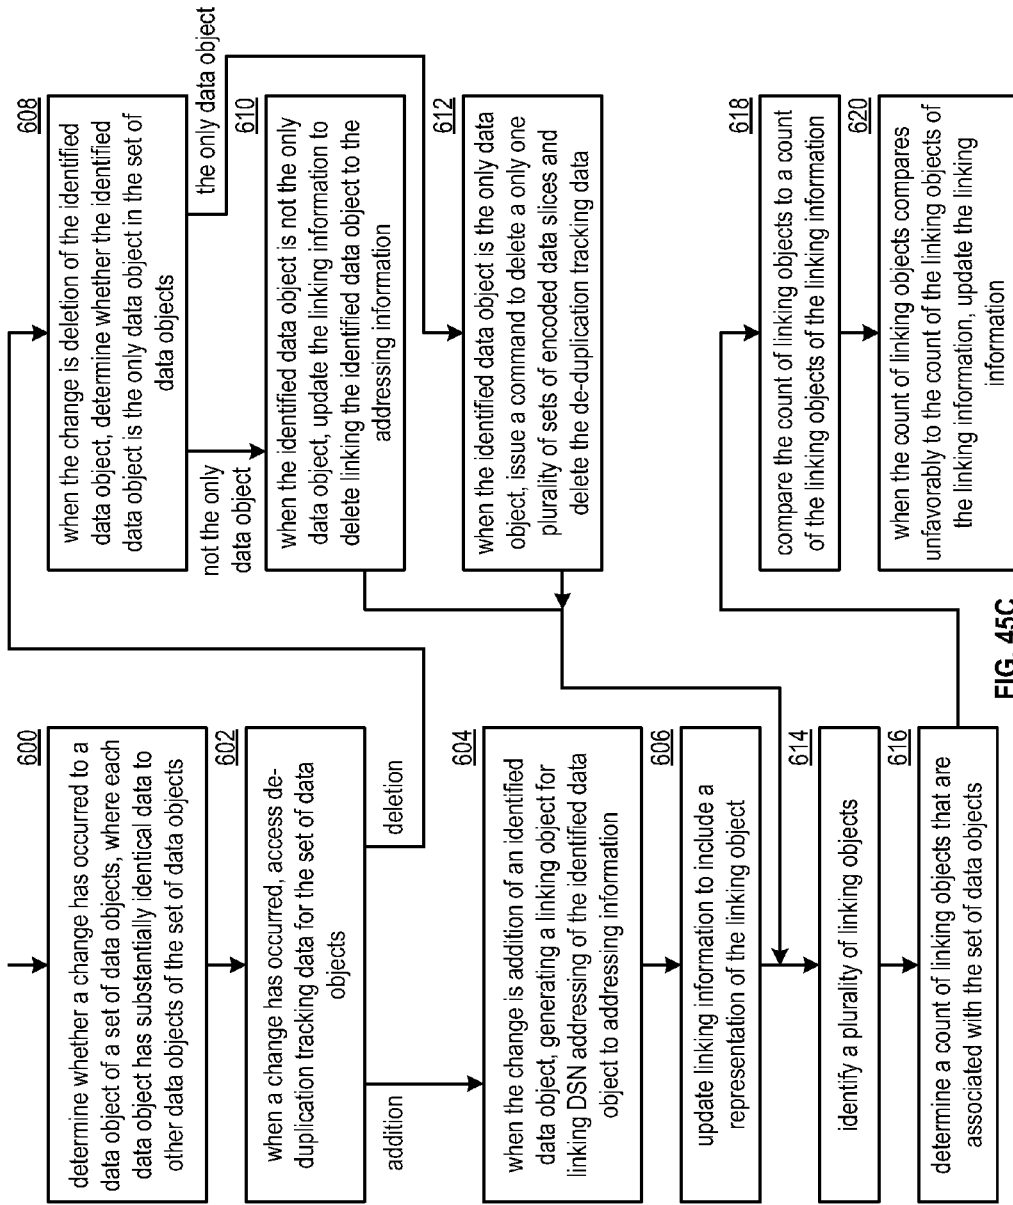 600
determine whether a change has occurred to a
data object of a set of data objects, where each
data object has substantially identical data to
other data objects of the set of data objects
602
when a change has occurred, access de-
duplication tracking data for the set of data
objects
addition
deletion
604
when the change is addition of an identified
data object, generating a linking object for
linking DSN addressing of the identified data
object to addressing information
606
update linking information to include a
representation of the linking object
614
identify a plurality of linking objects
616
determine a count of linking objects that are
associated with the set of data objects
608
when the change is deletion of the identified
data object, determine whether the identified
data object is the only data object in the set of
data objects
not the only
data object
the only data object
610
when the identified data object is not the only
data object, update the linking information to
delete linking the identified data object to the
addressing information
612
when the identified data object is the only data
object, issue a command to delete a only one
plurality of sets of encoded data slices and
delete the de-duplication tracking data
618
compare the count of linking objects to a count
of the linking objects of the linking information
620
when the count of linking objects compares
unfavorably to the count of the linking objects of
the linking information, update the linking
information
FIG. 45C